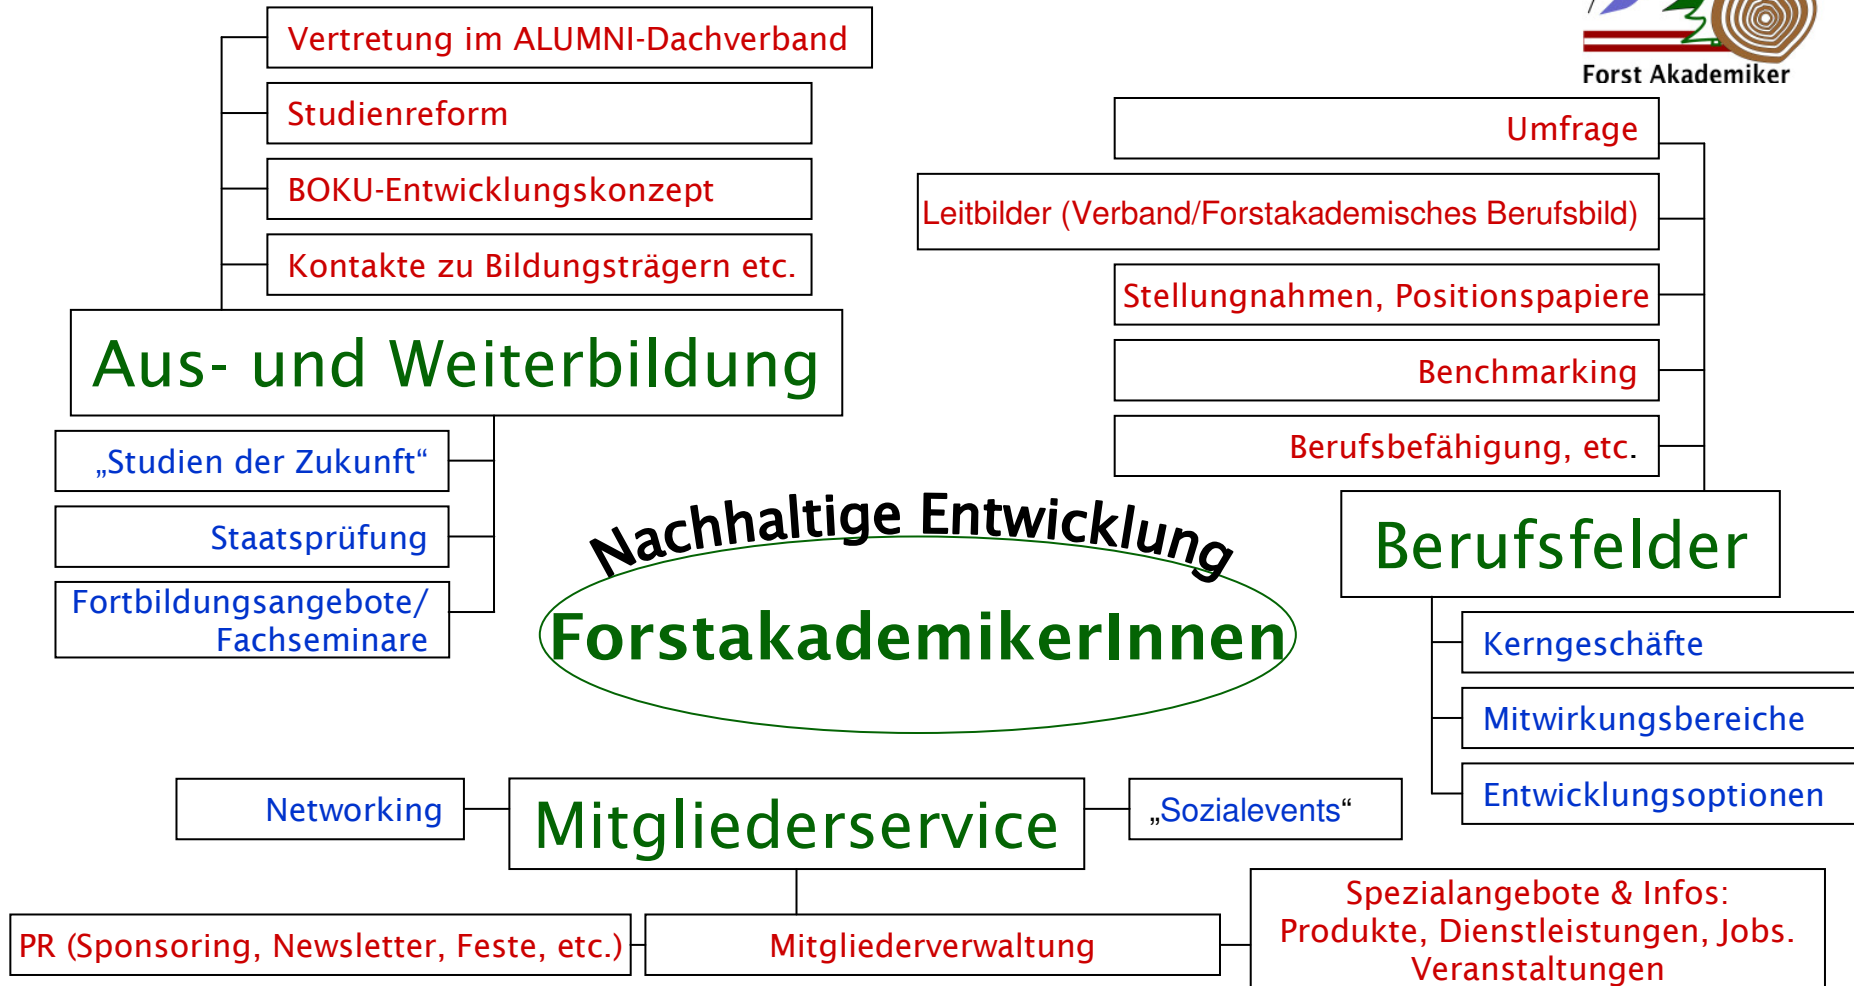 Forst Akademiker
Vertretung im ALUMNI-Dachverband
Studienreform
BOKU-Entwicklungskonzept
Kontakte zu Bildungsträgern etc.
Aus- und Weiterbildung
„Studien der Zukunft“
Staatsprüfung
Fortbildungsangebote/
Fachseminare
Umfrage
Leitbilder (Verband/Forstakademisches Berufsbild)
Stellungnahmen, Positionspapiere
Benchmarking
Berufsbefähigung, etc.
Berufsfelder
Kerngeschäfte
Mitwirkungsbereiche
Entwicklungsoptionen
Nachhaltige Entwicklung
ForstakademikerInnen
Networking
Mitgliederservice
„Sozialevents“
PR (Sponsoring, Newsletter, Feste, etc.)
Mitgliederverwaltung
Spezialangebote & Infos:
Produkte, Dienstleistungen, Jobs.
Veranstaltungen